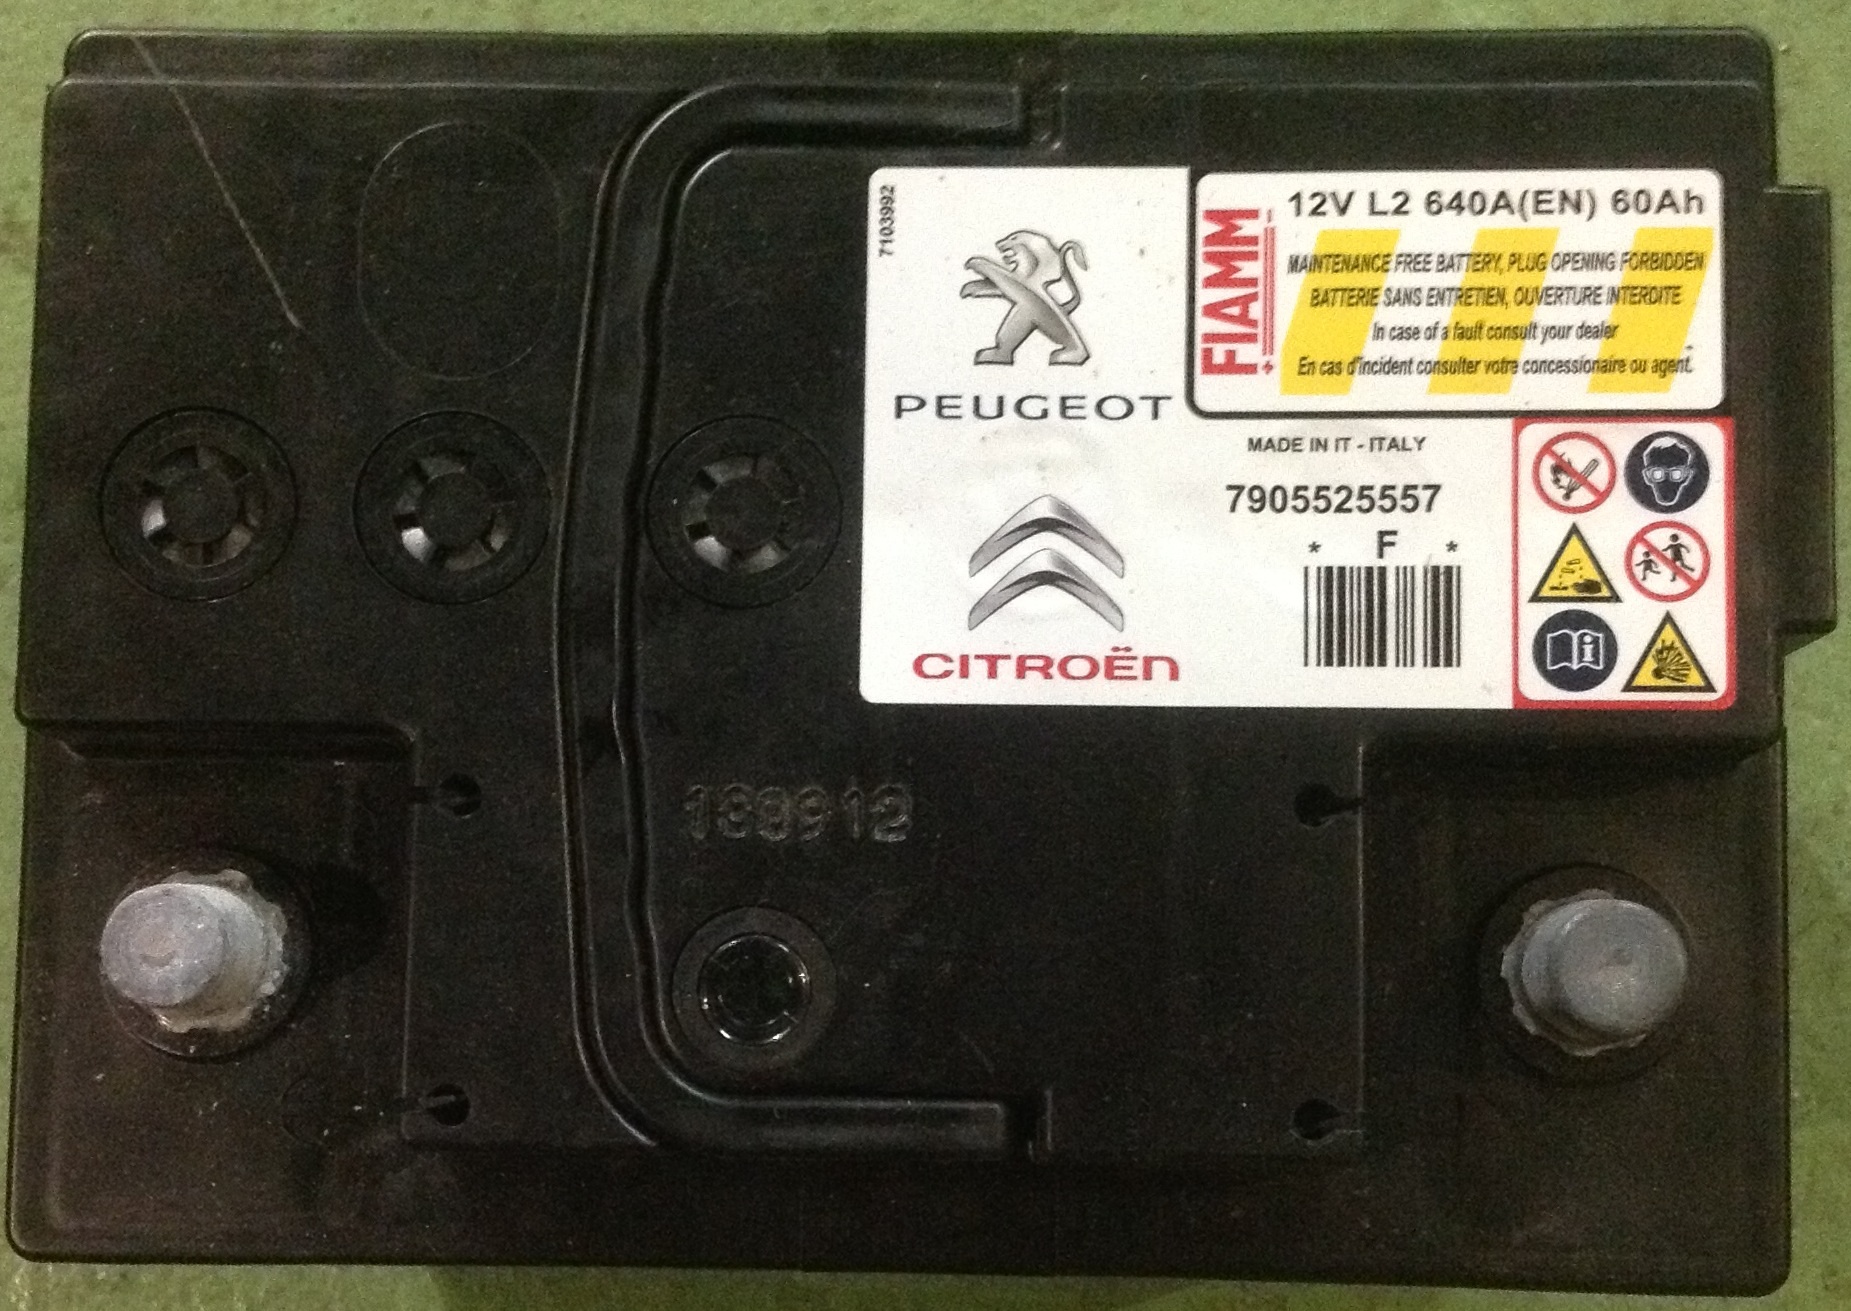 7103992
PEUGEOT
CITROËN
FIAMM
12V L2 640A(EN) 60Ah
MAINTENANCE FREE BATTERY, PLUG OPENING FORBIDDEN
BATTERIE SANS ENTRETIEN, OUVERTURE INTERDITE
In case of a fault consult your dealer
En cas d'incident consulter votre concessionaire ou agent.
MADE IN IT - ITALY
7905525557
* F *